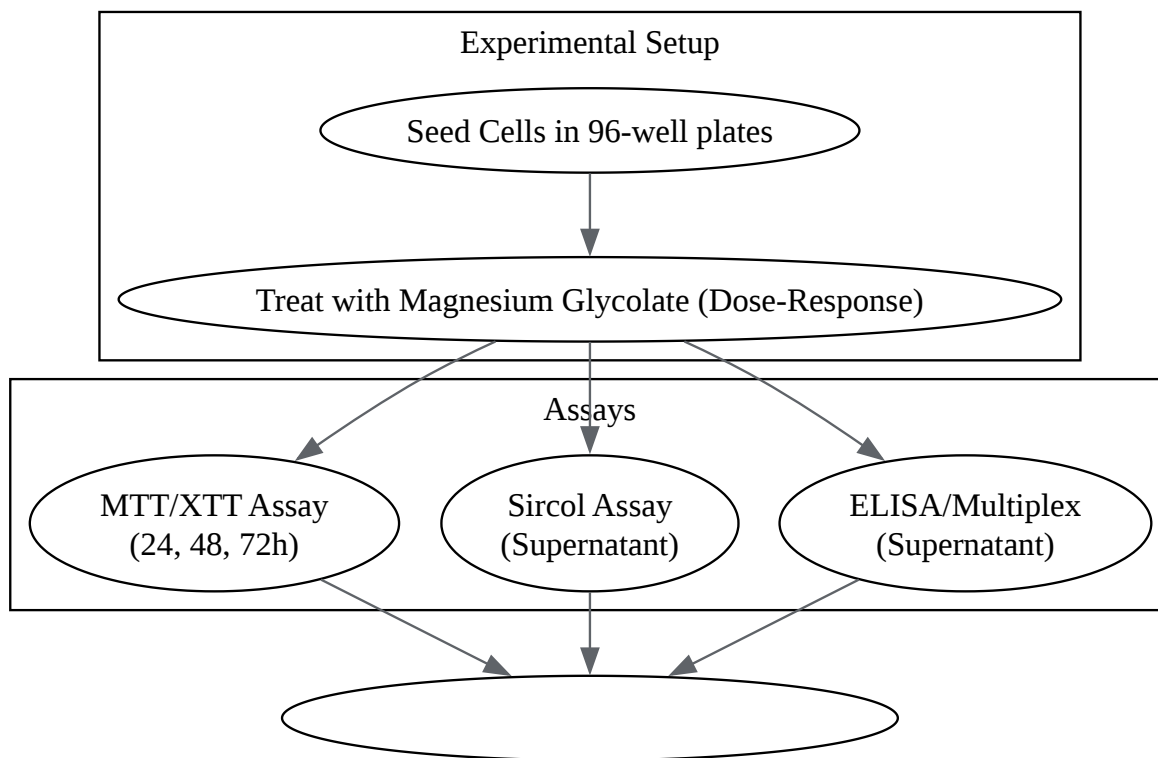 Experimental Setup
Seed Cells in 96-well plates
Treat with Magnesium Glycolate (Dose-Response)
Assays
MTT/XTT Assay
(24, 48, 72h)
Sircol Assay
(Supernatant)
ELISA/Multiplex
(Supernatant)